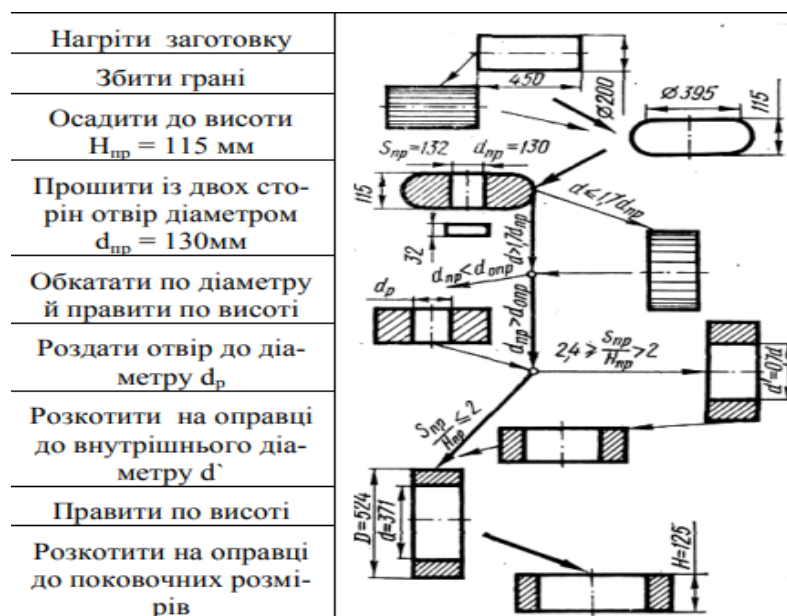 Нагріти заготовку
Збити грані
Осадити до висоти
Hпр = 115 мм
Прошити із двох сто-
рін отвір діаметром
dпр = 130мм
Обкатати по діаметру
й правити по висоті
Роздати отвір до діа-
метру dр
Розкотити на оправці
до внутрішнього діа-
метру d`
Правити по висоті
Розкотити на оправці
до поковочних розмі-
рів
450
Ø200
Ø395
115
Sпр=132
dпр=130
115
32
d≤1,7dпр
d>1,7dпр
dпр<dопр
dр
dпр>dопр
2,4≥Sпр/Hпр>2
d'=0,7d
Sпр/Hпр≤2
D=524
d=371
H=125